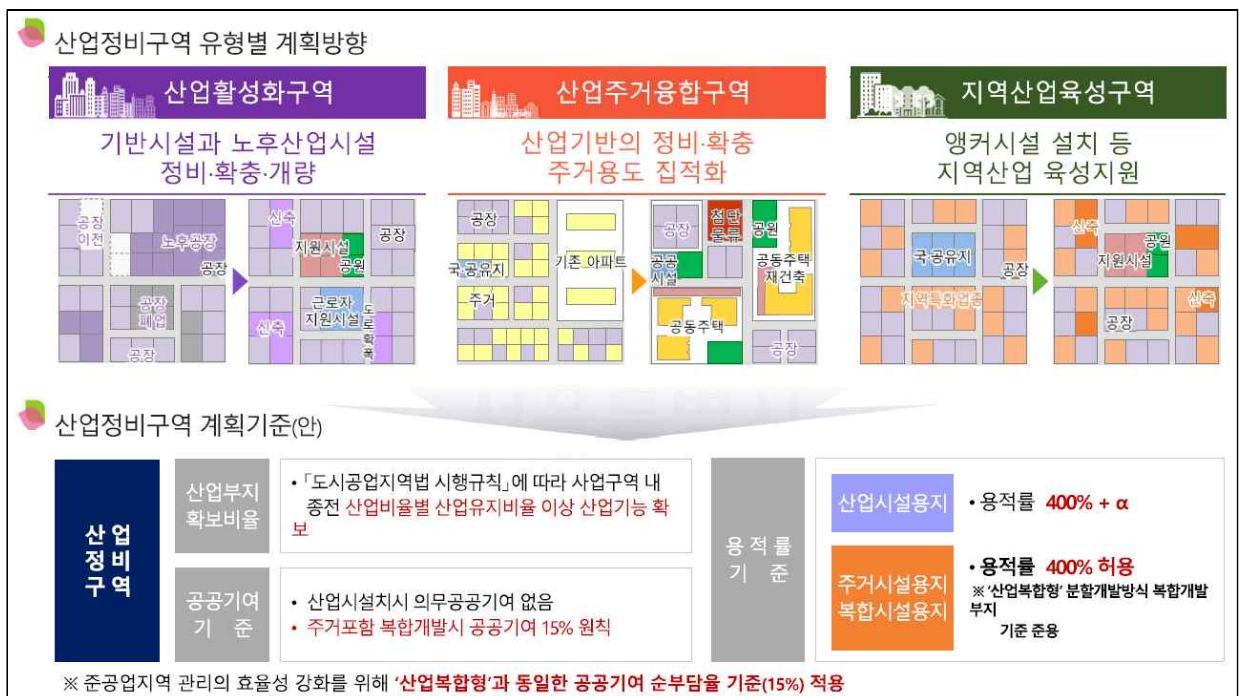 산업정비구역 유형별 계획방향
산업활성화구역
기반시설과 노후산업시설
정비·확충·개량
공장
이전
노후공장
공장
공장
폐업
공장
신축
지원시설
공원
공장
신축
근로자
지원시설
도로확폭
산업주거융합구역
산업기반의 정비·확충
주거용도 집적화
공장
국·공유지
기존 아파트
주거
공장
첨단
물류
공원
공공
시설
공동주택
재건축
공동주택
공장
지역산업육성구역
앵커시설 설치 등
지역산업 육성지원
국·공유지
공장
지역특화업종
신축
공원
지원시설
신축
공장
산업정비구역 계획기준(안)
산 업
정 비
구 역
산업부지
확보비율
• 「도시공업지역법 시행규칙」에 따라 사업구역 내
종전 산업비율별 산업유지비율 이상 산업기능 확
보
공공기여
기 준
• 산업시설치시 의무공공기여 없음
• 주거포함 복합개발시 공공기여 15% 원칙
용 적 률
기 준
산업시설용지
• 용적률 400% + α
주거시설용지
복합시설용지
• 용적률 400% 허용
※ ‘산업복합형’ 분할개발방식 복합개발
부지
기준 준용
※ 준공업지역 관리의 효율성 강화를 위해 ‘산업복합형’과 동일한 공공기여 순부담율 기준(15%) 적용